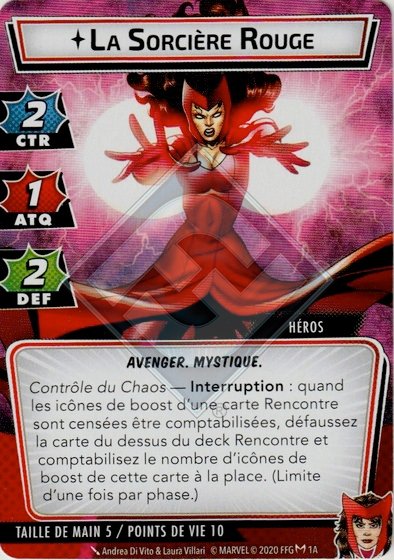 La Sorcière Rouge
2
CTR
1
ATQ
2
DEF
HÉROS
AVENGER. MYSTIQUE.
Contrôle du Chaos — Interruption : quand
les icônes de boost d'une carte Rencontre
sont censées être comptabilisées, défaussez
la carte du dessus du deck Rencontre et
comptabilisez le nombre d'icônes de
boost de cette carte à la place. (Limite
d'une fois par phase.)
TAILLE DE MAIN 5 / POINTS DE VIE 10
Andrea Di Vito & Laura Villari © MARVEL © 2020 FFG 1A